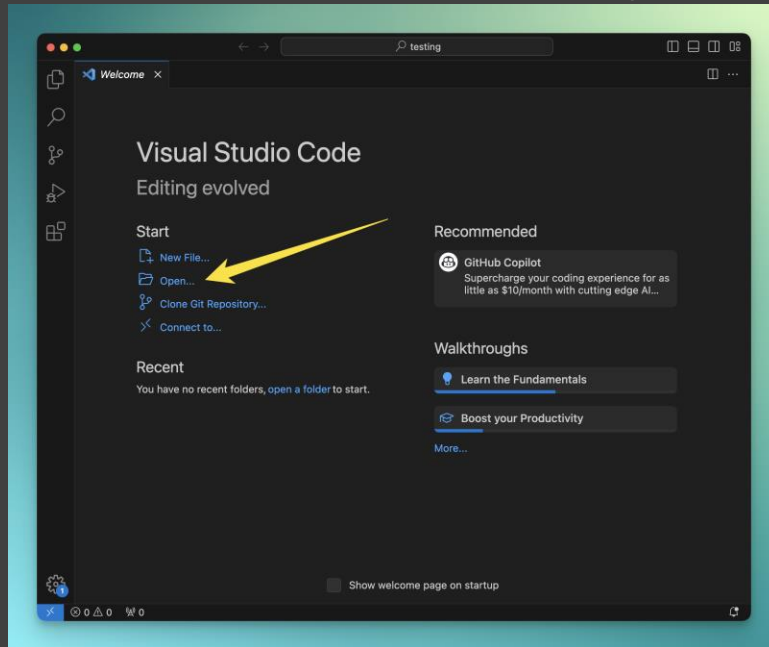 testing
Welcome
Visual Studio Code
Editing evolved
Start
New File...
Open...
Clone Git Repository...
Connect to...
Recent
You have no recent folders, open a folder to start.
Recommended
GitHub Copilot
Supercharge your coding experience for as
little as $10/month with cutting edge AI...
Walkthroughs
Learn the Fundamentals
Boost your Productivity
More...
Show welcome page on startup
1
0 0 0